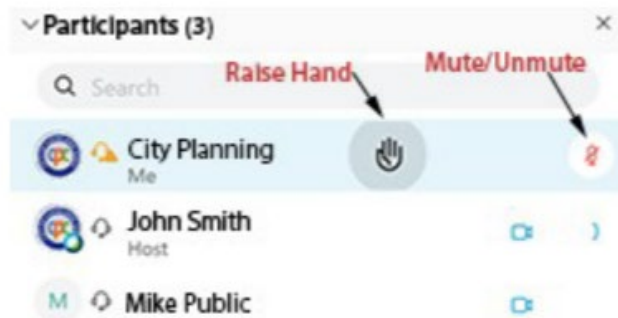 Participants (3)
Search
Raise Hand
Mute/Unmute
City Planning
Me
John Smith
Host
M
Mike Public